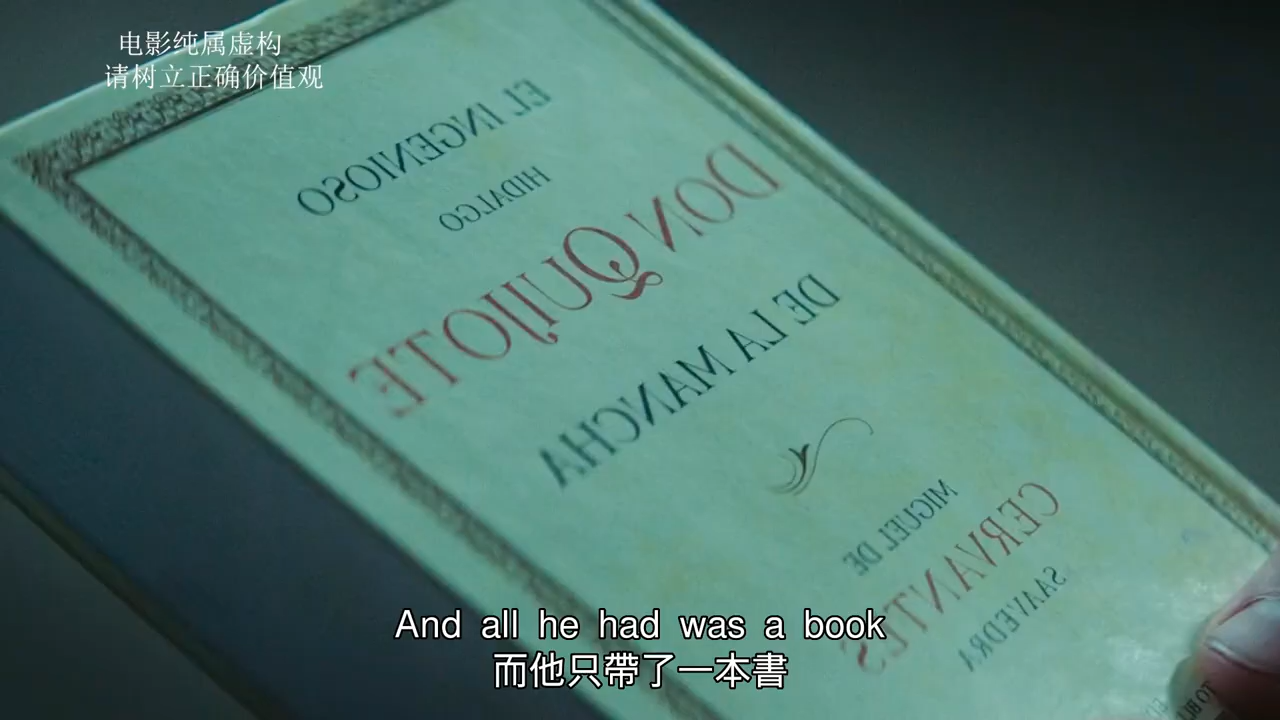 电影纯属虚构
请树立正确价值观
EL INGENIOSO
HIDALGO
DON QUIJOTE
DE LA MANCHA
MIGUEL DE
CERVANTES
SAAVEDRA
And all he had was a book
而他只帶了一本書